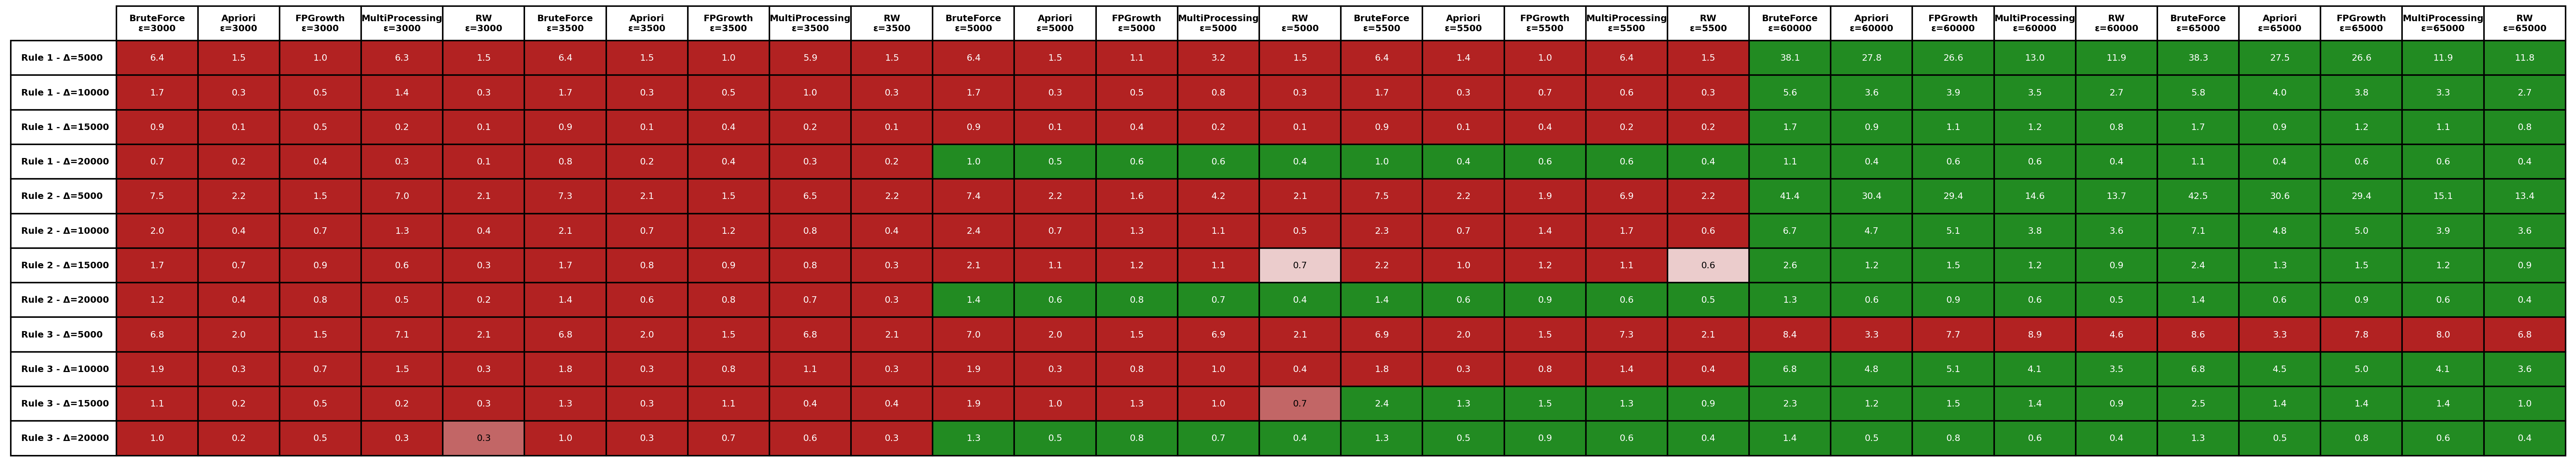 BruteForce Apriori FPGrowth MultiProcessing RW BruteForce Apriori FPGrowth MultiProcessing RW BruteForce Apriori FPGrowth MultiProcessing RW BruteForce Apriori FPGrowth MultiProcessing RW BruteForce Apriori FPGrowth MultiProcessing RW BruteForce Apriori FPGrowth MultiProcessing RW
ε=3000 ε=3000 ε=3000 ε=3000 ε=3000 ε=3500 ε=3500 ε=3500 ε=3500 ε=3500 ε=5000 ε=5000 ε=5000 ε=5000 ε=5000 ε=5500 ε=5500 ε=5500 ε=5500 ε=5500 ε=60000 ε=60000 ε=60000 ε=60000 ε=60000 ε=65000 ε=65000 ε=65000 ε=65000 ε=65000
Rule 1 - Δ=5000 6.4 1.5 1.0 6.3 1.5 6.4 1.5 1.0 5.9 1.5 6.4 1.5 1.1 3.2 1.5 6.4 1.4 1.0 6.4 1.5 38.1 27.8 26.6 13.0 11.9 38.3 27.5 26.6 11.9 11.8
Rule 1 - Δ=10000 1.7 0.3 0.5 1.4 0.3 1.7 0.3 0.5 1.0 0.3 1.7 0.3 0.5 0.8 0.3 1.7 0.3 0.7 0.6 0.3 5.6 3.6 3.9 3.5 2.7 5.8 4.0 3.8 3.3 2.7
Rule 1 - Δ=15000 0.9 0.1 0.5 0.2 0.1 0.9 0.1 0.4 0.2 0.1 0.9 0.1 0.4 0.2 0.1 0.9 0.1 0.4 0.2 0.2 1.7 0.9 1.1 1.2 0.8 1.7 0.9 1.2 1.1 0.8
Rule 1 - Δ=20000 0.7 0.2 0.4 0.3 0.1 0.8 0.2 0.4 0.3 0.2 1.0 0.5 0.6 0.6 0.4 1.0 0.4 0.6 0.6 0.4 1.1 0.4 0.6 0.6 0.4 1.1 0.4 0.6 0.6 0.4
Rule 2 - Δ=5000 7.5 2.2 1.5 7.0 2.1 7.3 2.1 1.5 6.5 2.2 7.4 2.2 1.6 4.2 2.1 7.5 2.2 1.9 6.9 2.2 41.4 30.4 29.4 14.6 13.7 42.5 30.6 29.4 15.1 13.4
Rule 2 - Δ=10000 2.0 0.4 0.7 1.3 0.4 2.1 0.7 1.2 0.8 0.4 2.4 0.7 1.3 1.1 0.5 2.3 0.7 1.4 1.7 0.6 6.7 4.7 5.1 3.8 3.6 7.1 4.8 5.0 3.9 3.6
Rule 2 - Δ=15000 1.7 0.7 0.9 0.6 0.3 1.7 0.8 0.9 0.8 0.3 2.1 1.1 1.2 1.1 0.7 2.2 1.0 1.2 1.1 0.6 2.6 1.2 1.5 1.2 0.9 2.4 1.3 1.5 1.2 0.9
Rule 2 - Δ=20000 1.2 0.4 0.8 0.5 0.2 1.4 0.6 0.8 0.7 0.3 1.4 0.6 0.8 0.7 0.4 1.4 0.6 0.9 0.6 0.5 1.3 0.6 0.9 0.6 0.5 1.4 0.6 0.9 0.6 0.4
Rule 3 - Δ=5000 6.8 2.0 1.5 7.1 2.1 6.8 2.0 1.5 6.8 2.1 7.0 2.0 1.5 6.9 2.1 6.9 2.0 1.5 7.3 2.1 8.4 3.3 7.7 8.9 4.6 8.6 3.3 7.8 8.0 6.8
Rule 3 - Δ=10000 1.9 0.3 0.7 1.5 0.3 1.8 0.3 0.8 1.1 0.3 1.9 0.3 0.8 1.0 0.4 1.8 0.3 0.8 1.4 0.4 6.8 4.8 5.1 4.1 3.5 6.8 4.5 5.0 4.1 3.6
Rule 3 - Δ=15000 1.1 0.2 0.5 0.2 0.3 1.3 0.3 1.1 0.4 0.4 1.9 1.0 1.3 1.0 0.7 2.4 1.3 1.5 1.3 0.9 2.3 1.2 1.5 1.4 0.9 2.5 1.4 1.4 1.4 1.0
Rule 3 - Δ=20000 1.0 0.2 0.5 0.3 0.3 1.0 0.3 0.7 0.6 0.3 1.3 0.5 0.8 0.7 0.4 1.3 0.5 0.9 0.6 0.4 1.4 0.5 0.8 0.6 0.4 1.3 0.5 0.8 0.6 0.4